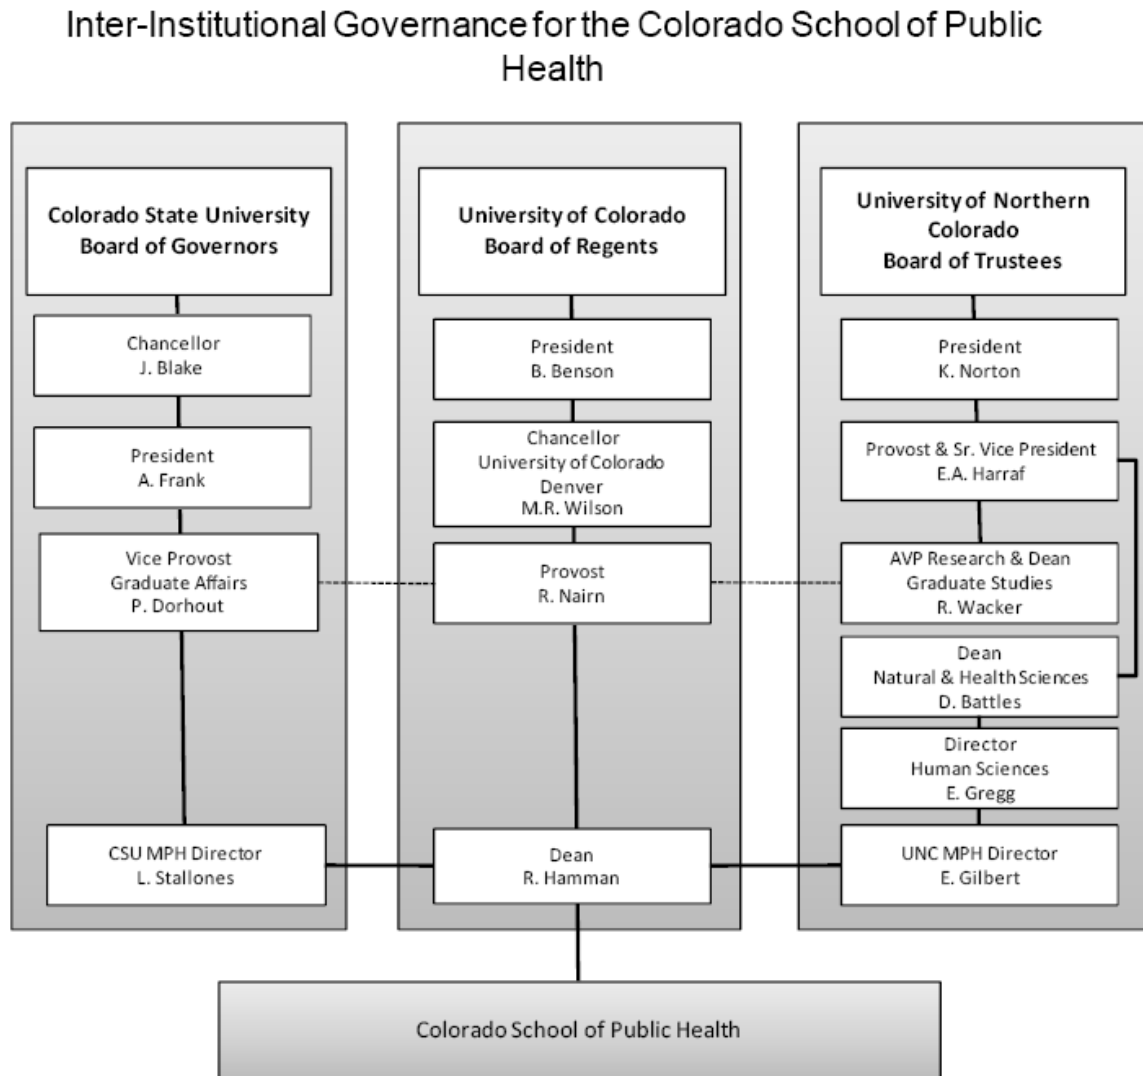 Inter-Institutional Governance for the Colorado School of Public
Health
Colorado State University
Board of Governors
Chancellor
J. Blake
President
A. Frank
Vice Provost
Graduate Affairs
P. Dorhout
CSU MPH Director
L. Stallones
University of Colorado
Board of Regents
President
B. Benson
Chancellor
University of Colorado
Denver
M.R. Wilson
Provost
R. Nairn
Dean
R. Hamman
University of Northern
Colorado
Board of Trustees
President
K. Norton
Provost & Sr. Vice President
E.A. Harraf
AVP Research & Dean
Graduate Studies
R. Wacker
Dean
Natural & Health Sciences
D. Battles
Director
Human Sciences
E. Gregg
UNC MPH Director
E. Gilbert
Colorado School of Public Health